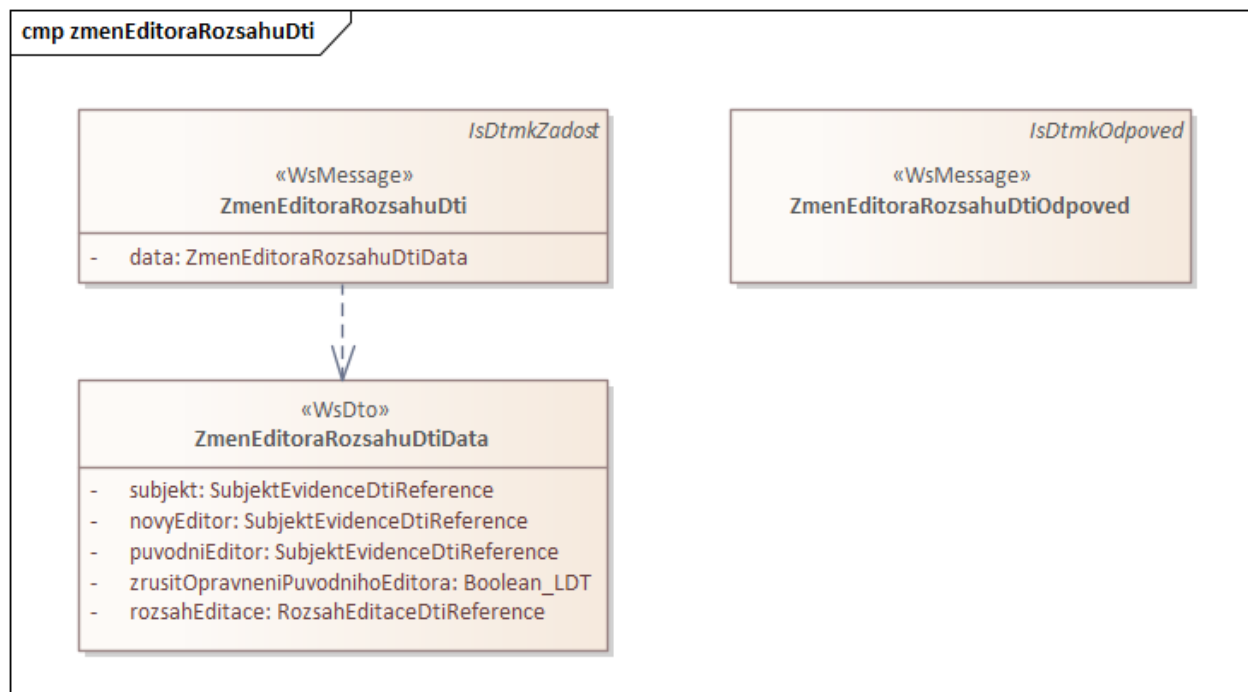 cmp zmenEditoraRozsahuDti
IsDtmkZadost
«WsMessage»
ZmenEditoraRozsahuDti
- data: ZmenEditoraRozsahuDtiData
IsDtmkOdpoved
«WsMessage»
ZmenEditoraRozsahuDtiOdpoved
«WsDto»
ZmenEditoraRozsahuDtiData
- subjekt: SubjektEvidenceDtiReference
- novyEditor: SubjektEvidenceDtiReference
- puvodniEditor: SubjektEvidenceDtiReference
- zrusitOpravneniPuvodnihoEditora: Boolean_LDT
- rozsahEditace: RozsahEditaceDtiReference